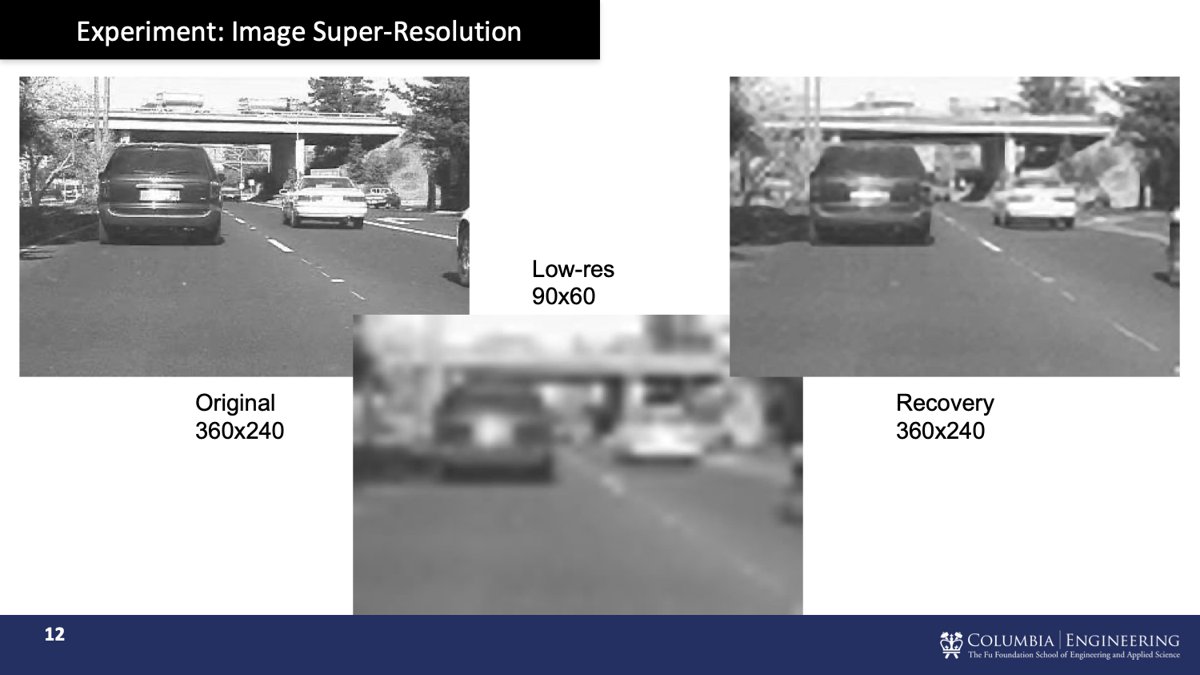 Experiment: Image Super-Resolution
Low-res
90x60
Original
360x240
Recovery
360x240
12
COLUMBIA | ENGINEERING
The Fu Foundation School of Engineering and Applied Science